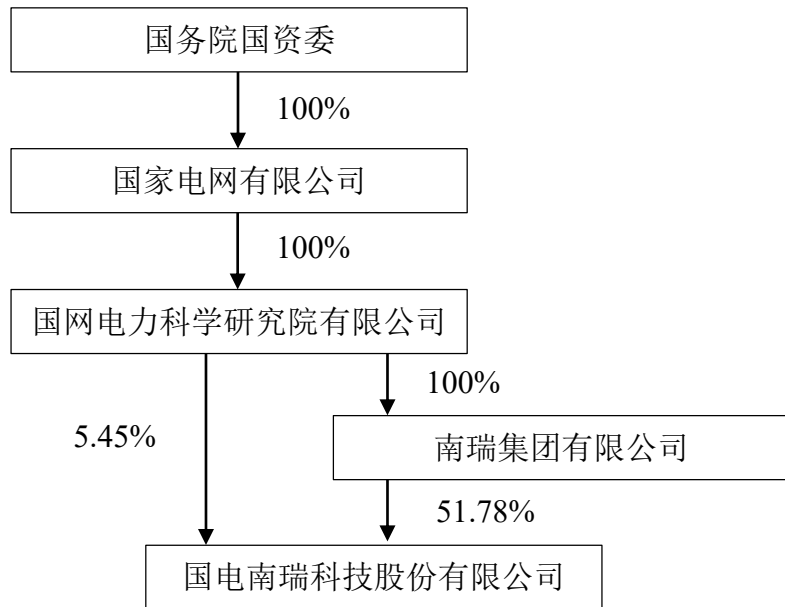 国务院国资委
100%
国家电网有限公司
100%
国网电力科学研究院有限公司
100%
5.45%
南瑞集团有限公司
51.78%
国电南瑞科技股份有限公司